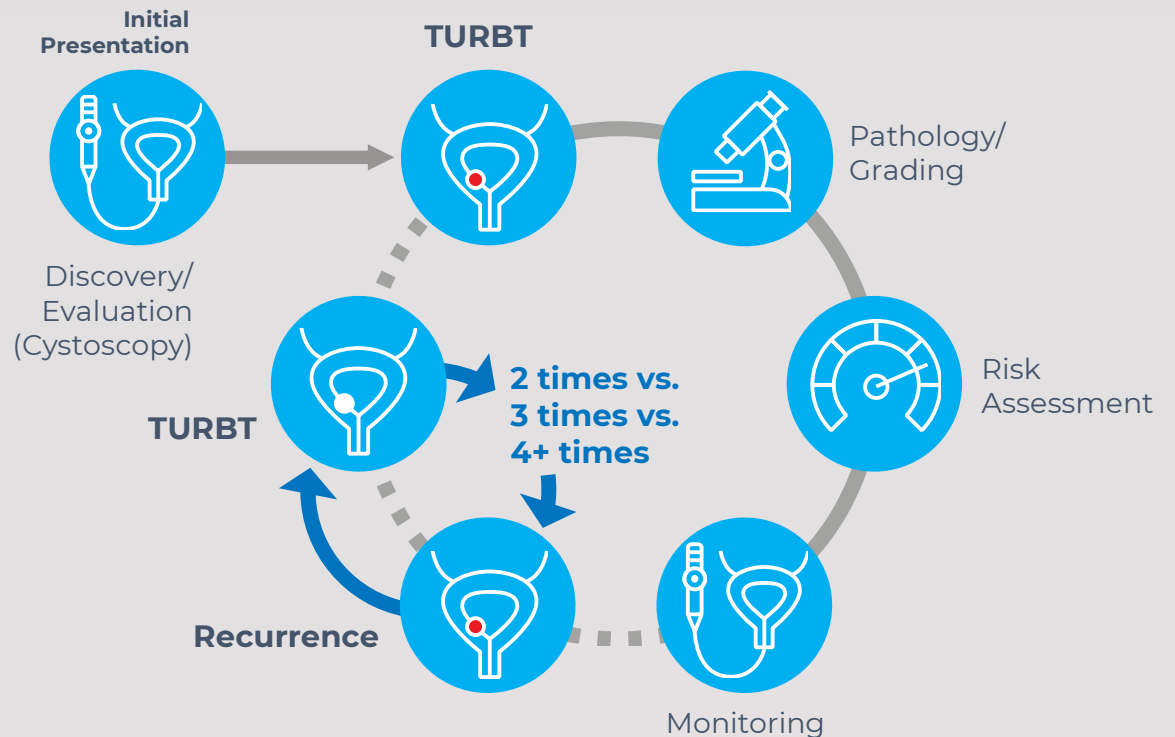 Initial
Presentation
TURBT
Pathology/
Grading
Discovery/
Evaluation
(Cystoscopy)
Risk
Assessment
2 times vs.
3 times vs.
4+ times
TURBT
Recurrence
Monitoring